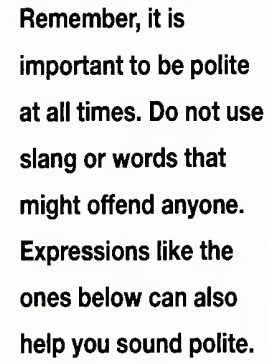 Remember, it is
important to be polite
at all times. Do not use
slang or words that
might offend anyone.
Expressions like the
ones below can also
help you sound polite.